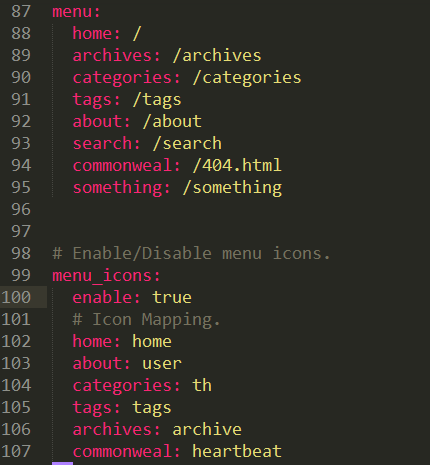 87 menu:
88   home: /
89   archives: /archives
90   categories: /categories
91   tags: /tags
92   about: /about
93   search: /search
94   commonweal: /404.html
95   something: /something
96
97
98 # Enable/Disable menu icons.
99 menu_icons:
100   enable: true
101   # Icon Mapping.
102   home: home
103   about: user
104   categories: th
105   tags: tags
106   archives: archive
107   commonweal: heartbeat